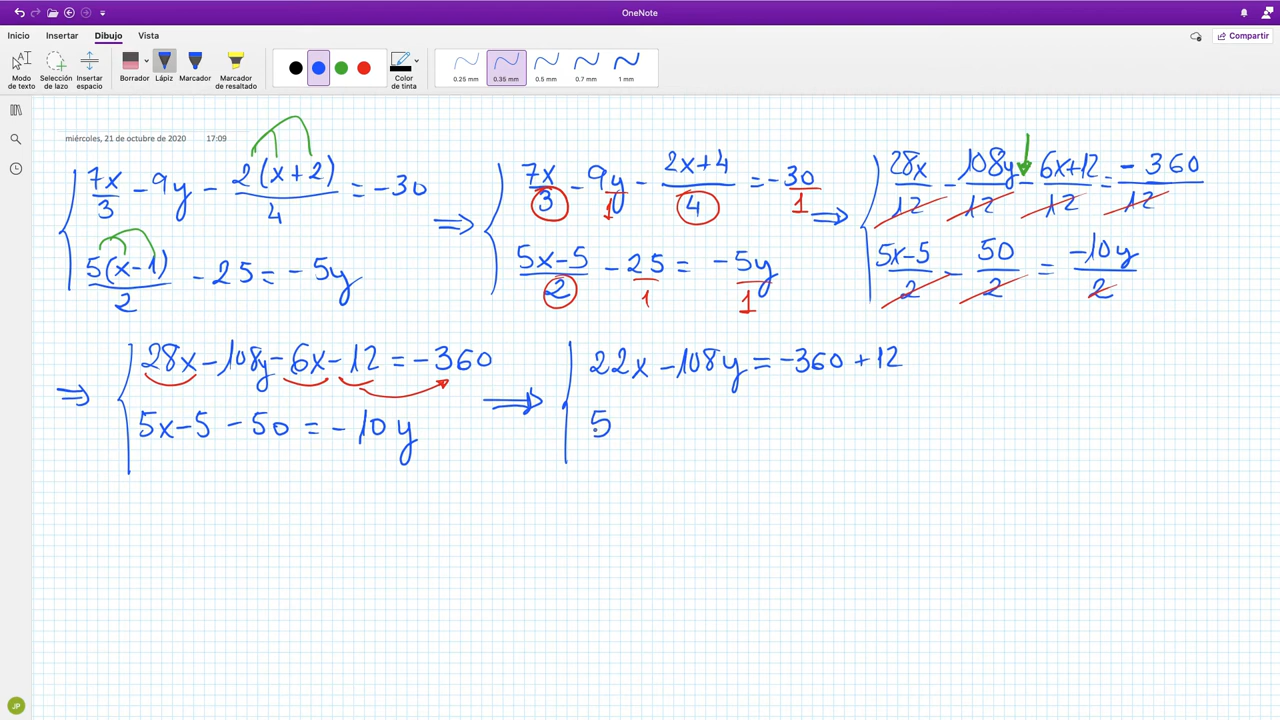 OneNote
Inicio Insertar Dibujo Vista
Compartir
Modo de texto
Selección de lazo
Insertar espacio
Borrador
Lápiz
Marcador
Marcador de resaltado
Color de tinta
0.25 mm
0.35 mm
0.5 mm
0.7 mm
1 mm
miércoles, 21 de octubre de 2020 17:09
7x/3 - 9y - 2(x+2)/4 = -30
5(x-1)/2 - 25 = -5y
⇒
7x/3 - 9y/1 - 2x+4/4 = -30/1
5x-5/2 - 25/1 = -5y/1
⇒
28x/12 - 108y/12 - 6x+12/12 = -360/12
5x-5/2 - 50/2 = -10y/2
⇒
28x - 108y - 6x - 12 = -360
5x - 5 - 50 = -10y
⇒
22x - 108y = -360 + 12
5
JP